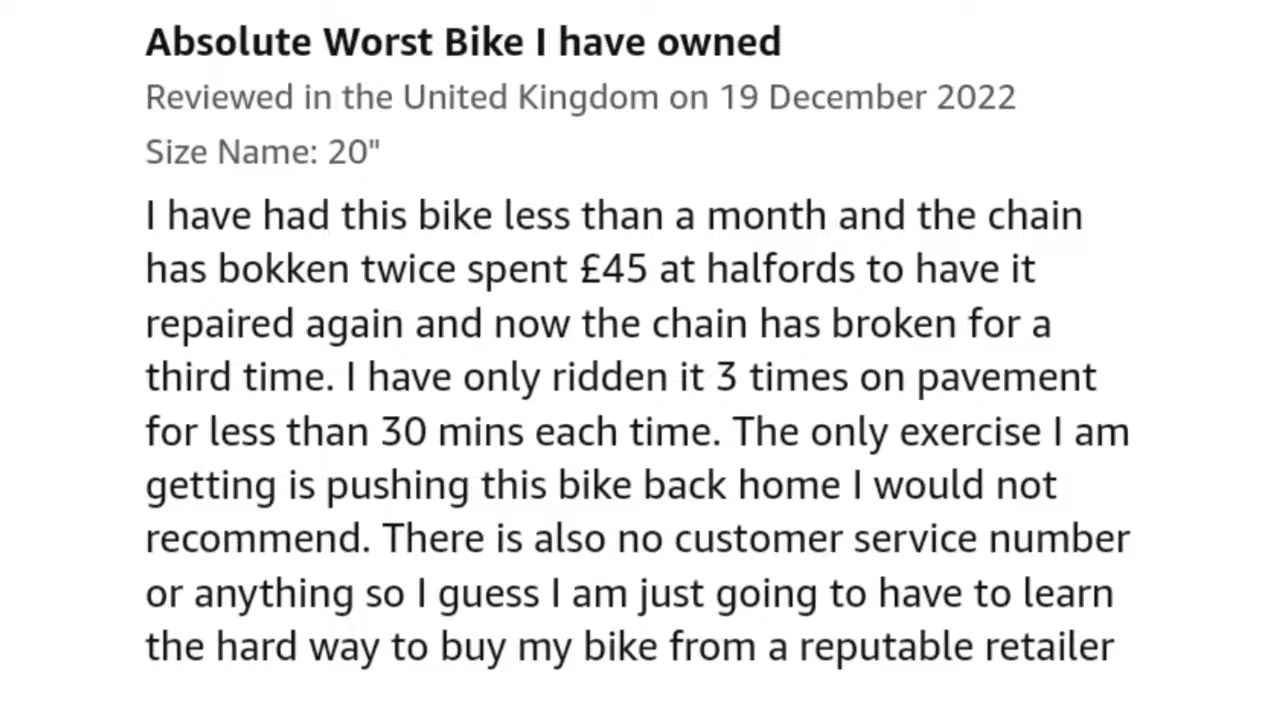 Absolute Worst Bike I have owned
Reviewed in the United Kingdom on 19 December 2022
Size Name: 20"
I have had this bike less than a month and the chain
has bokken twice spent £45 at halfords to have it
repaired again and now the chain has broken for a
third time. I have only ridden it 3 times on pavement
for less than 30 mins each time. The only exercise I am
getting is pushing this bike back home I would not
recommend. There is also no customer service number
or anything so I guess I am just going to have to learn
the hard way to buy my bike from a reputable retailer